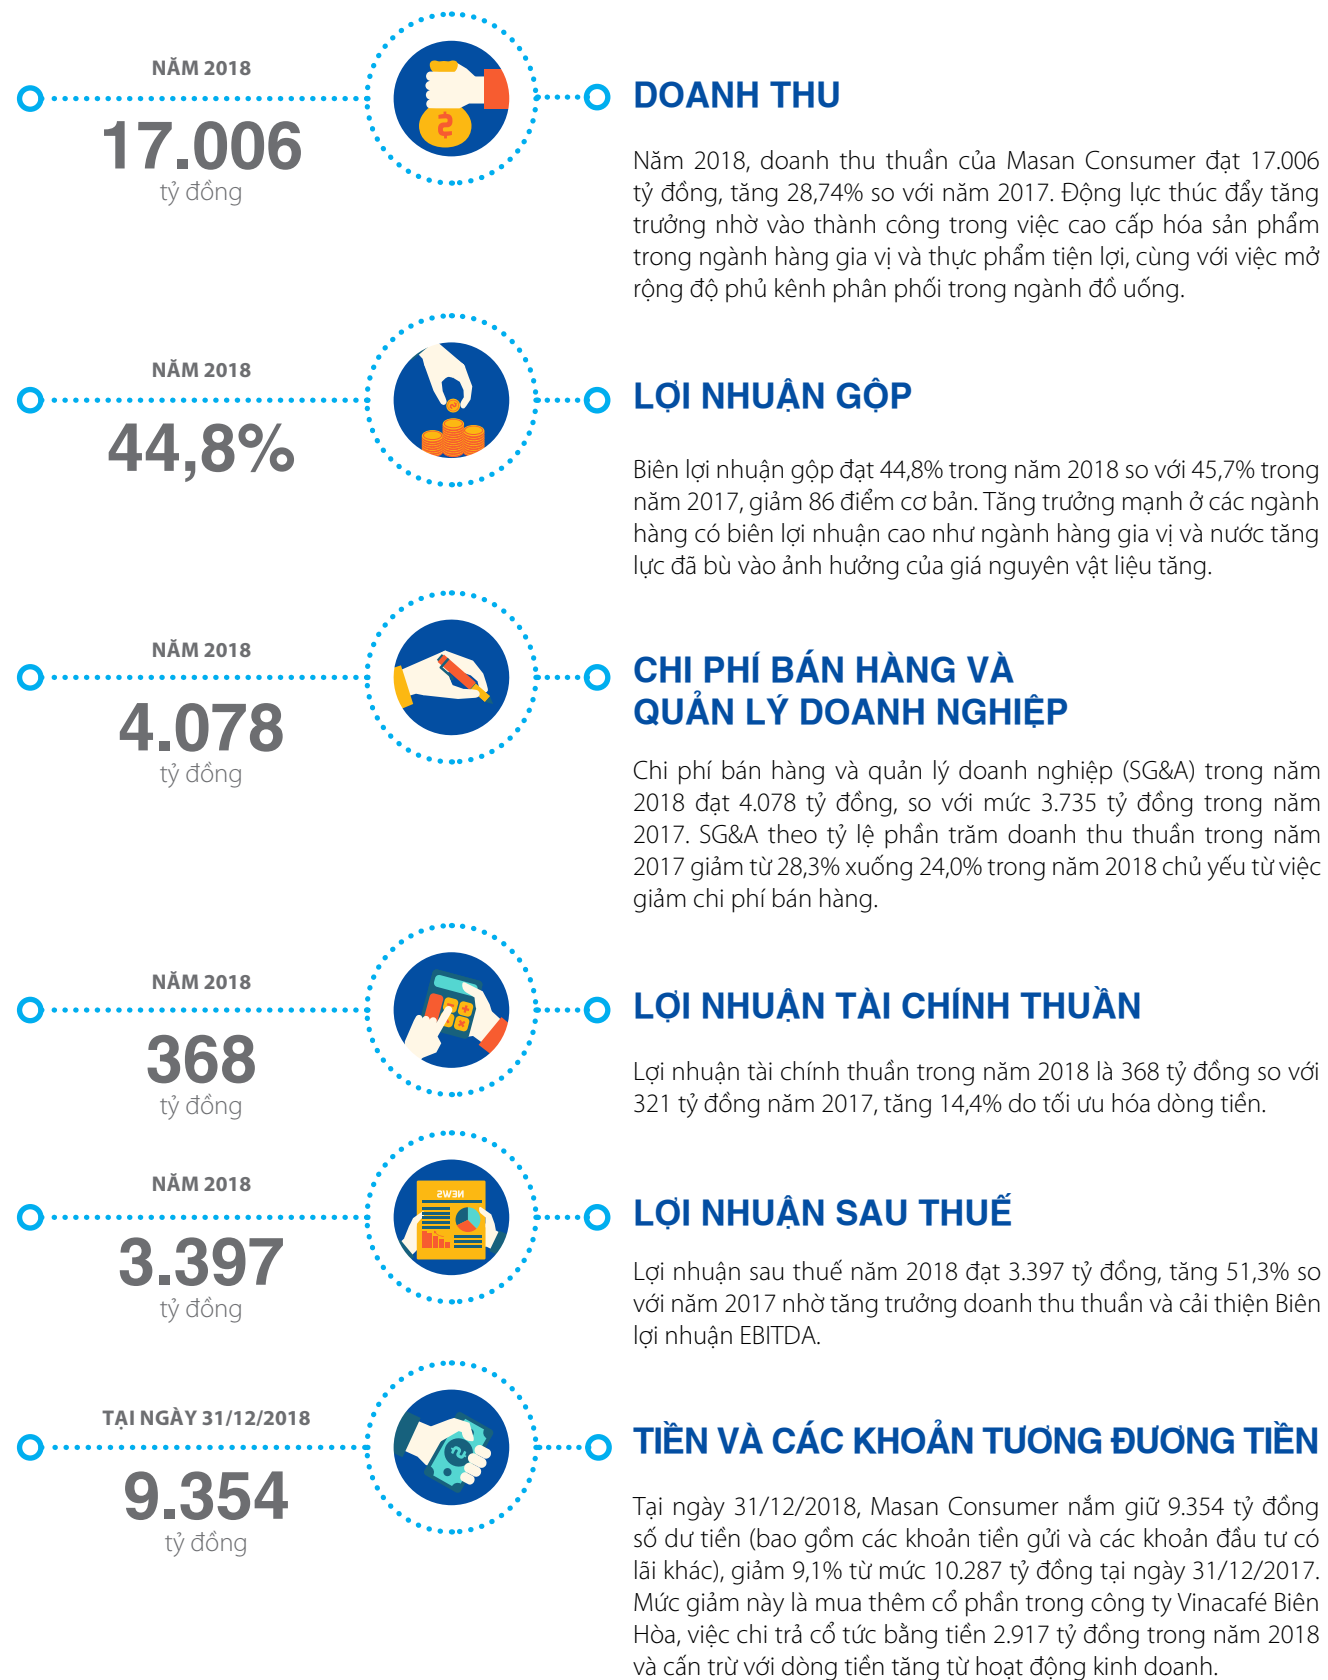 NĂM 2018
17.006
tỷ đồng
DOANH THU
Năm 2018, doanh thu thuần của Masan Consumer đạt 17.006
tỷ đồng, tăng 28,74% so với năm 2017. Động lực thúc đẩy tăng
trưởng nhờ vào thành công trong việc cao cấp hóa sản phẩm
trong ngành hàng gia vị và thực phẩm tiện lợi, cùng với việc mở
rộng độ phủ kênh phân phối trong ngành đồ uống.
NĂM 2018
44,8%
LỢI NHUẬN GỘP
Biên lợi nhuận gộp đạt 44,8% trong năm 2018 so với 45,7% trong
năm 2017, giảm 86 điểm cơ bản. Tăng trưởng mạnh ở các ngành
hàng có biên lợi nhuận cao như ngành hàng gia vị và nước tăng
lực đã bù vào ảnh hưởng của giá nguyên vật liệu tăng.
NĂM 2018
4.078
tỷ đồng
CHI PHÍ BÁN HÀNG VÀ
QUẢN LÝ DOANH NGHIỆP
Chi phí bán hàng và quản lý doanh nghiệp (SG&A) trong năm
2018 đạt 4.078 tỷ đồng, so với mức 3.735 tỷ đồng trong năm
2017. SG&A theo tỷ lệ phần trăm doanh thu thuần trong năm
2017 giảm từ 28,3% xuống 24,0% trong năm 2018 chủ yếu từ việc
giảm chi phí bán hàng.
NĂM 2018
368
tỷ đồng
LỢI NHUẬN TÀI CHÍNH THUẦN
Lợi nhuận tài chính thuần trong năm 2018 là 368 tỷ đồng so với
321 tỷ đồng năm 2017, tăng 14,4% do tối ưu hóa dòng tiền.
NĂM 2018
3.397
tỷ đồng
NEWS
LỢI NHUẬN SAU THUẾ
Lợi nhuận sau thuế năm 2018 đạt 3.397 tỷ đồng, tăng 51,3% so
với năm 2017 nhờ tăng trưởng doanh thu thuần và cải thiện Biên
lợi nhuận EBITDA.
TẠI NGÀY 31/12/2018
9.354
tỷ đồng
TIỀN VÀ CÁC KHOẢN TƯƠNG ĐƯƠNG TIỀN
Tại ngày 31/12/2018, Masan Consumer nắm giữ 9.354 tỷ đồng
số dư tiền (bao gồm các khoản tiền gửi và các khoản đầu tư có
lãi khác), giảm 9,1% từ mức 10.287 tỷ đồng tại ngày 31/12/2017.
Mức giảm này là mua thêm cổ phần trong công ty Vinacafé Biên
Hòa, việc chi trả cổ tức bằng tiền 2.917 tỷ đồng trong năm 2018
và cấn trừ với dòng tiền tăng từ hoạt động kinh doanh.